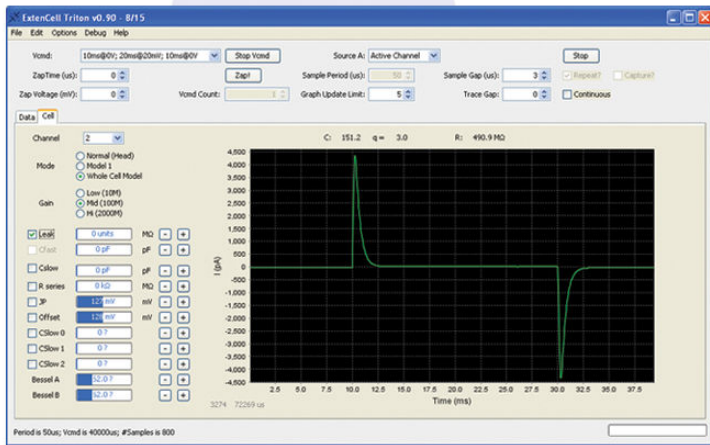 ExtenCell Triton v0.90 - 8/15
File Edit Options Debug Help
Vcmd: 10ms@0V; 20ms@20mV; 10ms@0V Stop Vcmd Source A: Active Channel Stop
ZapTime (us): 0 Zap! Sample Period (us): 50 Sample Gap (us): 3 Repeat? Capture?
Zap Voltage (mV): 0 Vcmd Count: 1 Graph Update Limit: 5 Trace Gap: 0 Continuous
Data Cell
Channel 2
C: 151.2 q = 3.0 R: 490.9 MΩ
Mode
Normal (Head)
Model 1
Whole Cell Model
Gain
Low (10M)
Mid (100M)
Hi (2000M)
Leak 0 units MΩ - +
Cfast 0 pF pF - +
Cslow 0 pF pF - +
R series 0 kΩ MΩ - +
JP mV mV - +
Offset mV mV - +
CSlow 0 0 ? - +
CSlow 1 0 ? - +
CSlow 2 0 ? - +
Bessel A 52.0 ? - +
Bessel B 52.0 ? - +
I (pA)
4,500
4,000
3,500
3,000
2,500
2,000
1,500
1,000
500
0
-500
-1,000
-1,500
-2,000
-2,500
-3,000
-3,500
-4,000
-4,500
2.5 5.0 7.5 10.0 12.5 15.0 17.5 20.0 22.5 25.0 27.5 30.0 32.5 35.0 37.5
Time (ms)
3274 72269 us
Period is 50us; Vcmd is 40000us; #Samples is 800